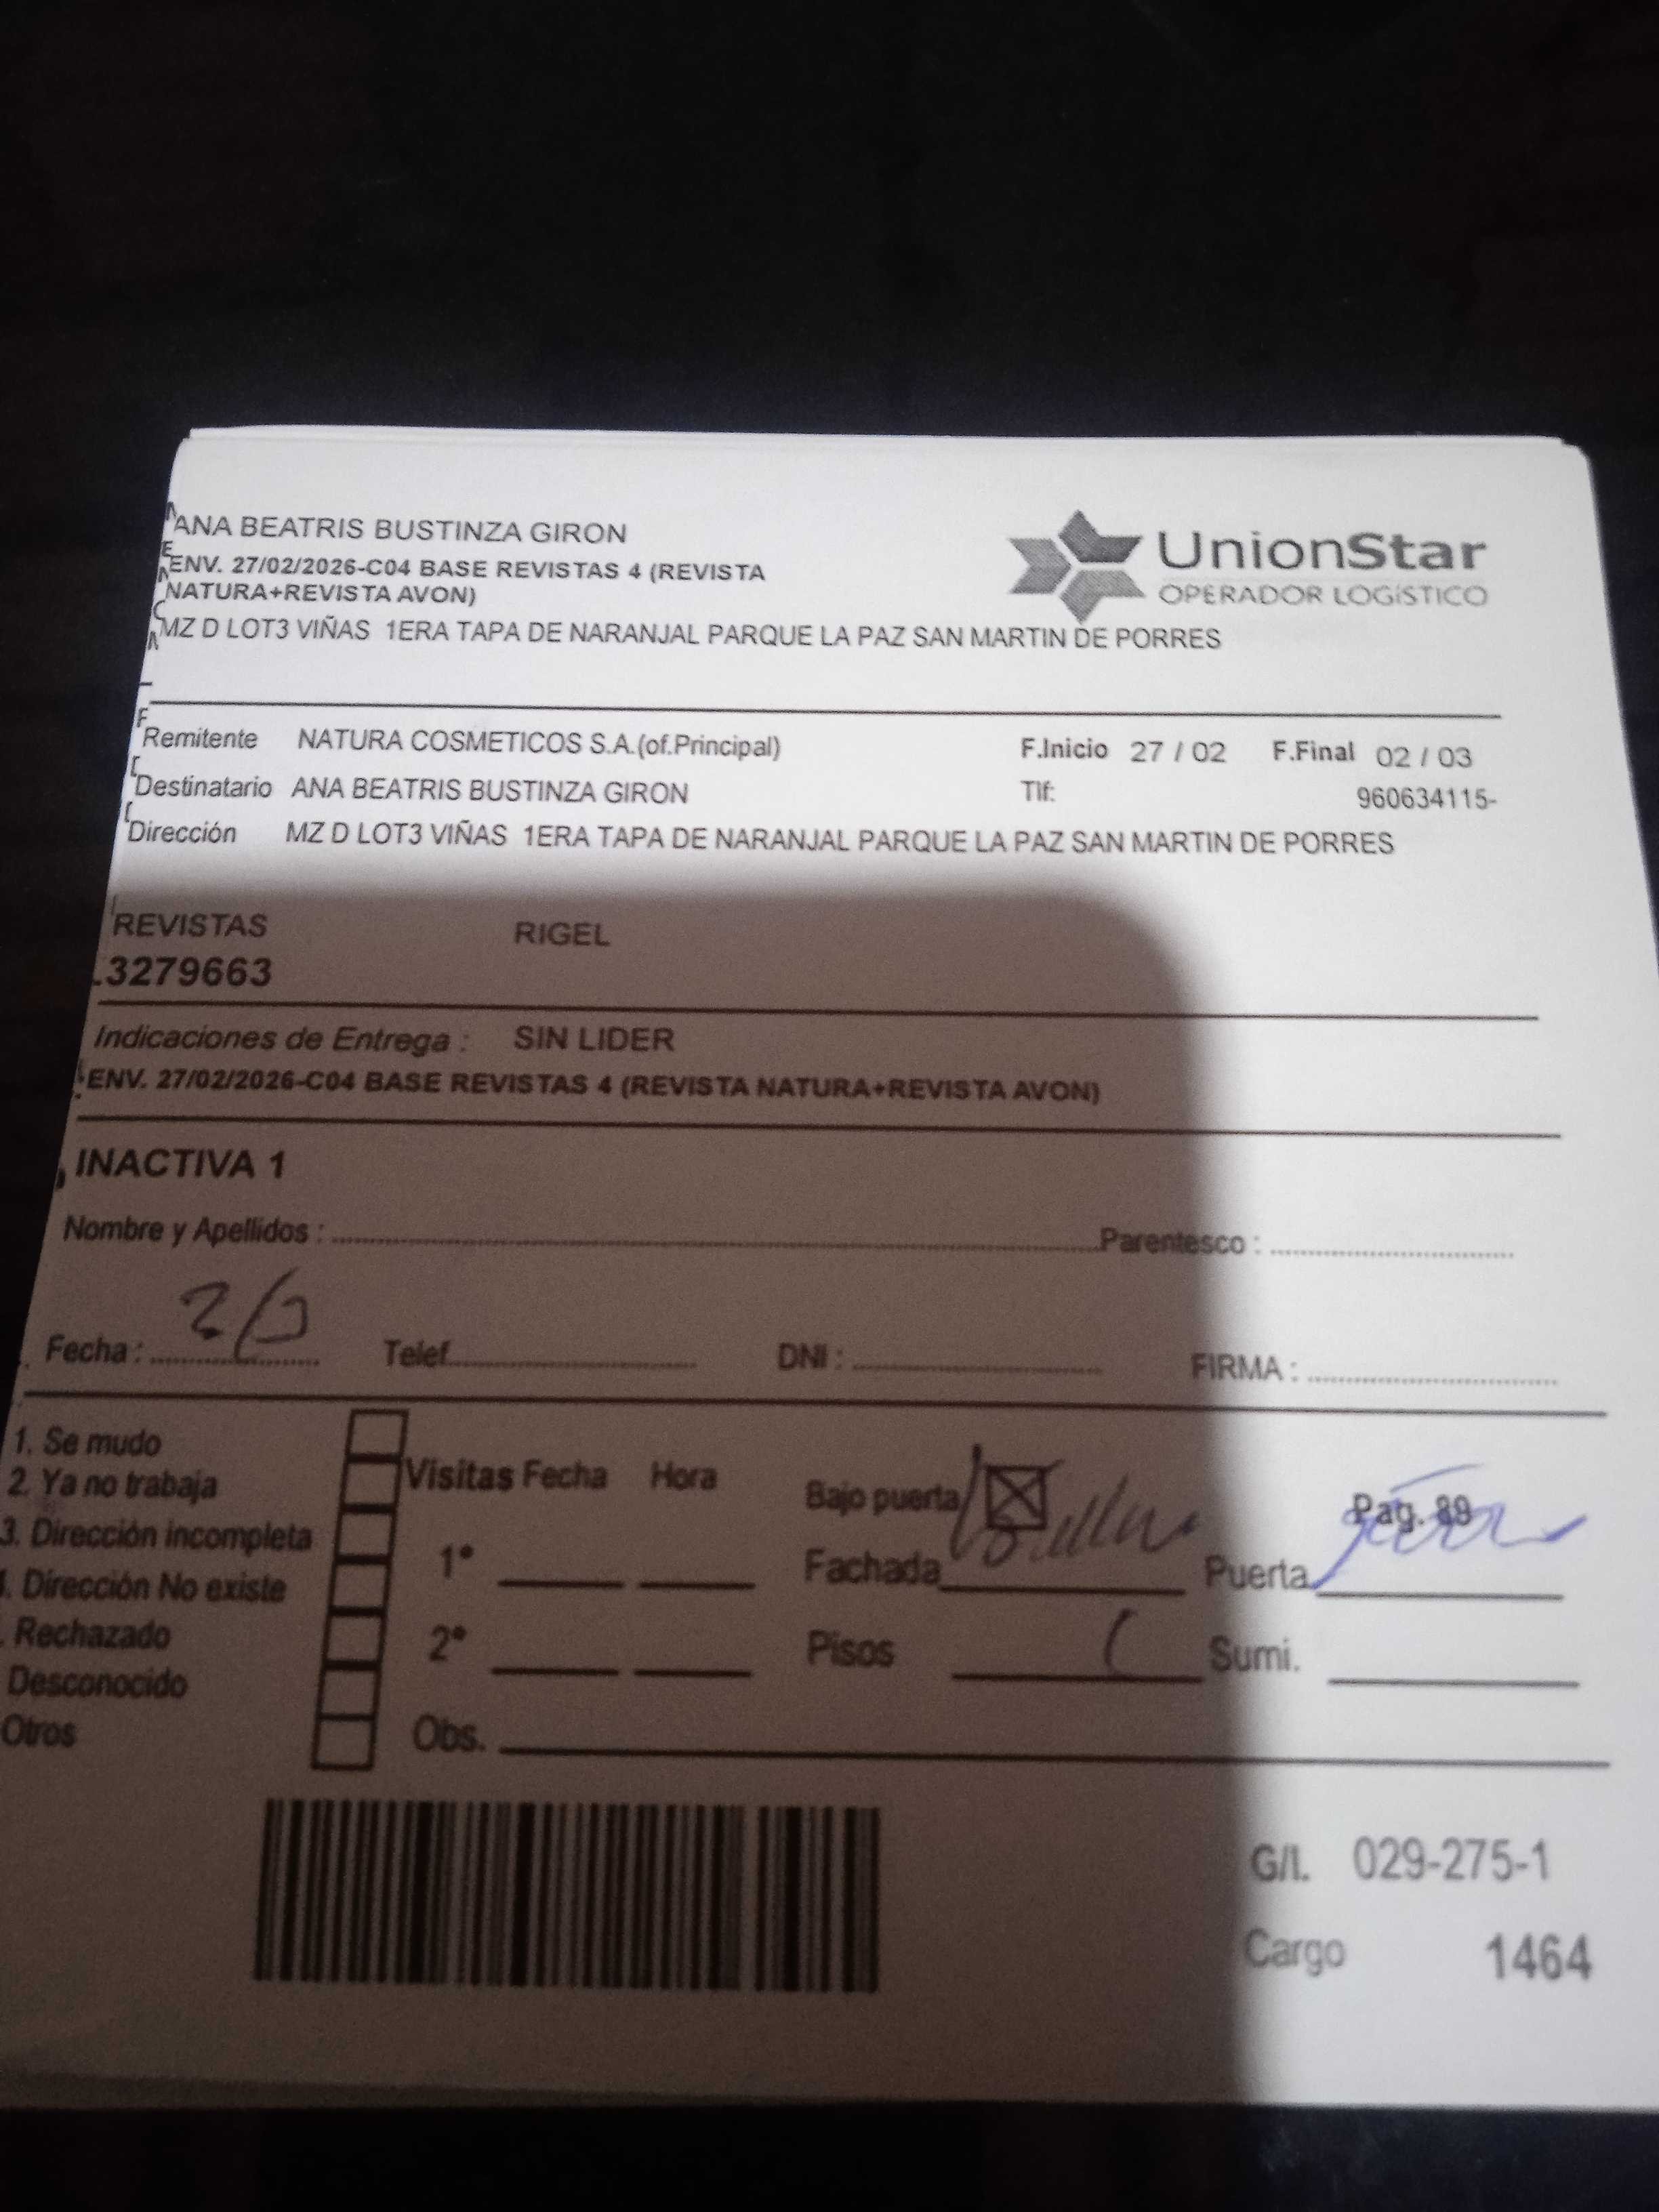 ANA BEATRIS BUSTINZA GIRON
UnionStar
ENV. 27/02/2026-C04 BASE REVISTAS 4 (REVISTA
NATURA+REVISTA AVON)
OPERADOR LOGÍSTICO
MZ D LOT3 VIÑAS 1ERA TAPA DE NARANJAL PARQUE LA PAZ SAN MARTIN DE PORRES
Remitente NATURA COSMETICOS S.A.(of.Principal) F.Inicio 27 / 02 F.Final 02 / 03
Destinatario ANA BEATRIS BUSTINZA GIRON Tlf: 960634115-
Dirección MZ D LOT3 VIÑAS 1ERA TAPA DE NARANJAL PARQUE LA PAZ SAN MARTIN DE PORRES
REVISTAS RIGEL
3279663
Indicaciones de Entrega : SIN LIDER
ENV. 27/02/2026-C04 BASE REVISTAS 4 (REVISTA NATURA+REVISTA AVON)
INACTIVA 1
Nombre y Apellidos : Parentesco :
Fecha : 2/3 Telef. DNI : FIRMA :
1. Se mudo
2. Ya no trabaja
3. Dirección incompleta
. Dirección No existe
. Rechazado
Desconocido
Otros
Visitas Fecha Hora
1°
2°
Obs.
Bajo puerta Pag. 89
Fachada Puerta
Pisos 1 Sumi.
G/I. 029-275-1
Cargo 1464